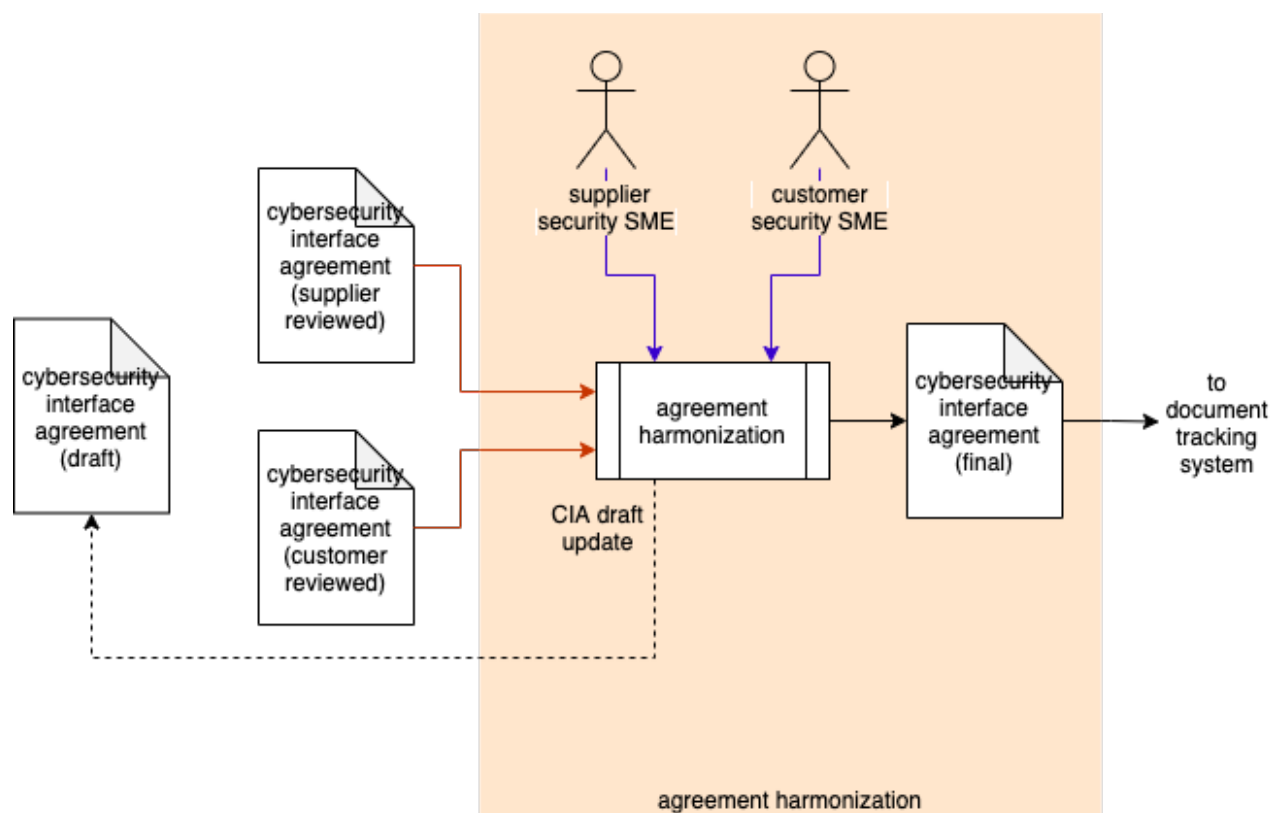 supplier
security SME
customer
security SME
cybersecurity
interface
agreement
(supplier
reviewed)
cybersecurity
interface
agreement
(draft)
cybersecurity
interface
agreement
(customer
reviewed)
agreement
harmonization
CIA draft
update
cybersecurity
interface
agreement
(final)
to
document
tracking
system
agreement harmonization